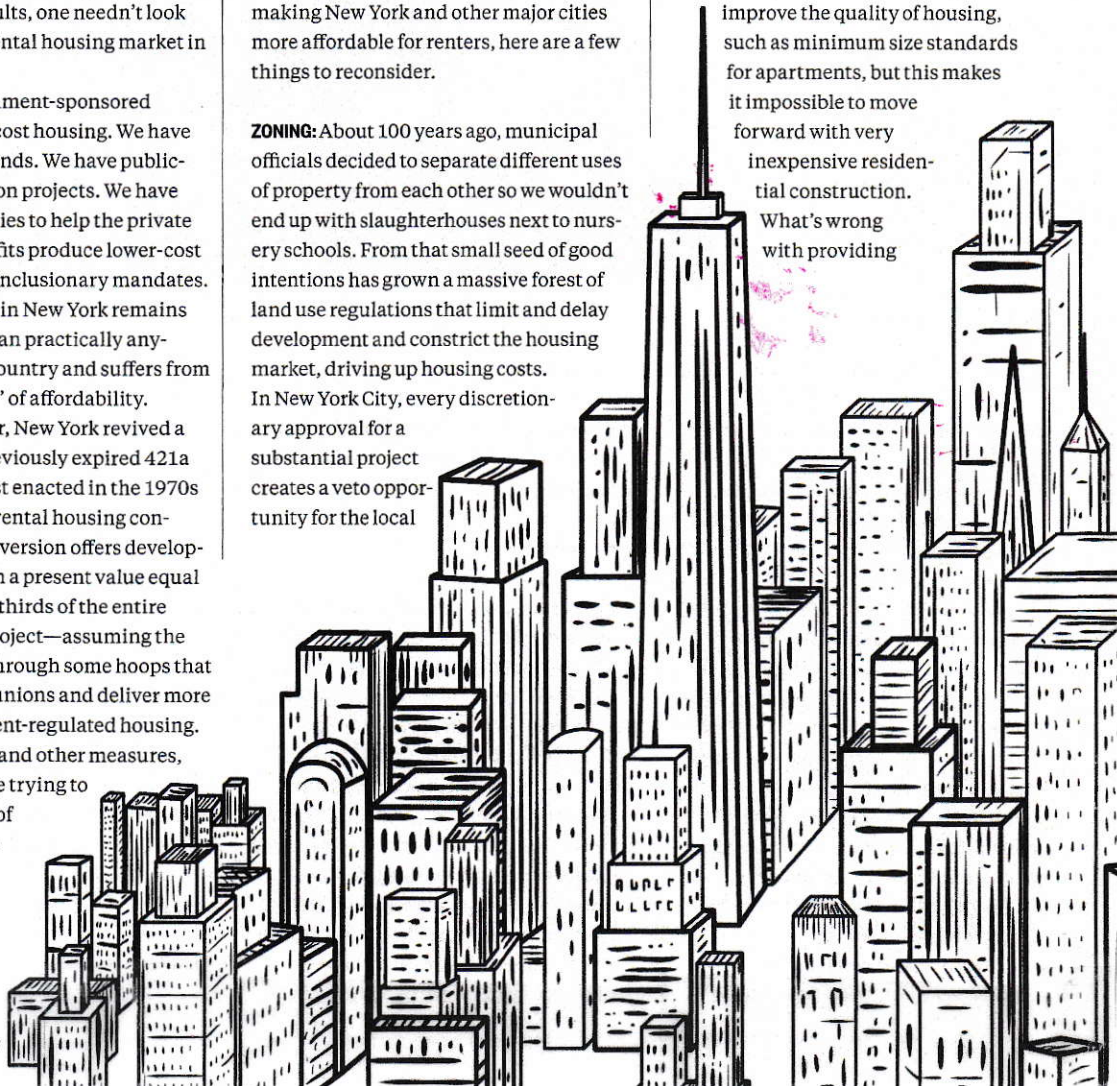 ults, one needn't look
ntal housing market in
ment-sponsored
cost housing. We have
nds. We have public-
on projects. We have
ies to help the private
fits produce lower-cost
nclusionary mandates.
in New York remains
an practically any-
ountry and suffers from
" of affordability.
r, New York revived a
eviously expired 421a
st enacted in the 1970s
rental housing con-
version offers develop-
h a present value equal
thirds of the entire
oject—assuming the
hrough some hoops that
unions and deliver more
ent-regulated housing.
and other measures,
e trying to
of
making New York and other major cities
more affordable for renters, here are a few
things to reconsider.
ZONING: About 100 years ago, municipal
officials decided to separate different uses
of property from each other so we wouldn't
end up with slaughterhouses next to nurs-
ery schools. From that small seed of good
intentions has grown a massive forest of
land use regulations that limit and delay
development and constrict the housing
market, driving up housing costs.
In New York City, every discretion-
ary approval for a
substantial project
creates a veto oppor-
tunity for the local
improve the quality of housing,
such as minimum size standards
for apartments, but this makes
it impossible to move
forward with very
inexpensive residen-
tial construction.
What's wrong
with providing